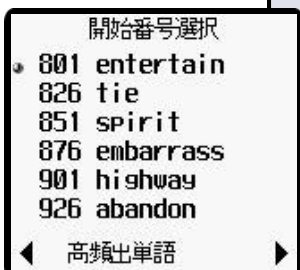 開始番号選択
801 entertain
826 tie
851 spirit
876 embarrass
901 highway
926 abandon
高頻出単語